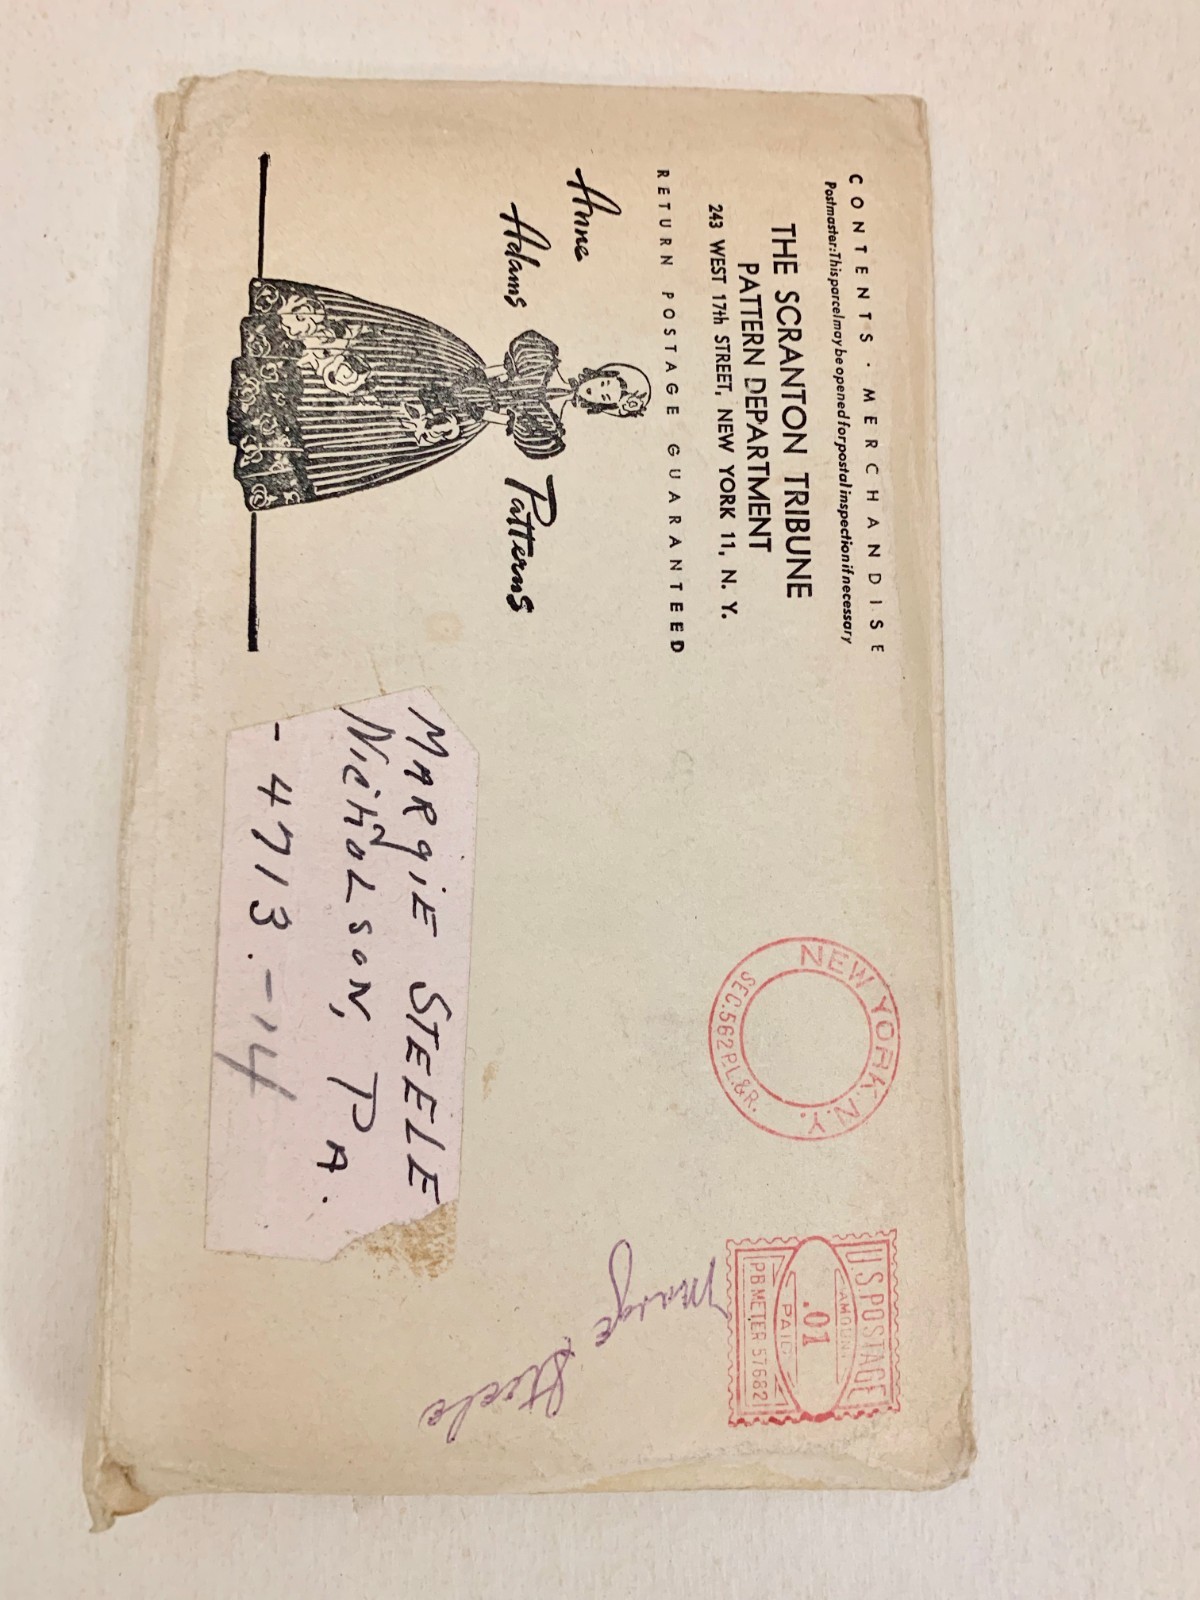 CONTENTS · MERCHANDISE
Postmaster: This parcel may be opened for postal inspection if necessary
THE SCRANTON TRIBUNE
PATTERN DEPARTMENT
243 WEST 17th STREET, NEW YORK 11, N. Y.
RETURN POSTAGE GUARANTEED
Anne
Adams Patterns
NEW YORK, N.Y.
SEC. 562 P.L.&R.
U.S. POSTAGE
AMOUNT
.01
PAID
PB METER 57682
Marge Steele
MARGIE STEELE
NICHOLSON, PA.
- 4713.-14